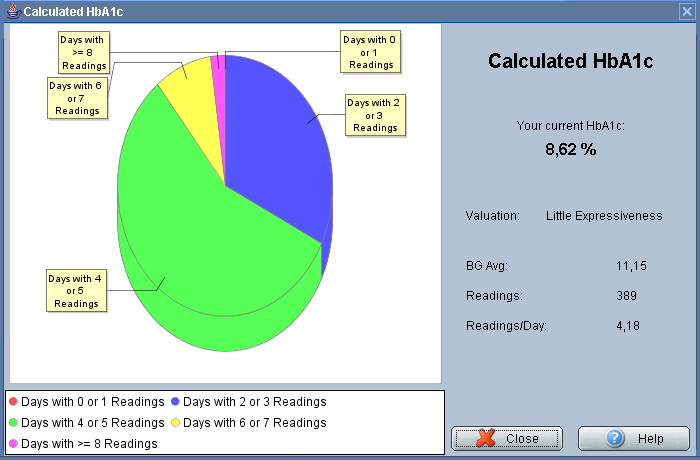 Calculated HbA1c
Days with
>= 8
Readings
Days with 0
or 1
Readings
Days with 6
or 7
Readings
Days with 2
or 3
Readings
Days with 4
or 5
Readings
Days with 0 or 1 Readings
Days with 2 or 3 Readings
Days with 4 or 5 Readings
Days with 6 or 7 Readings
Days with >= 8 Readings
Calculated HbA1c
Your current HbA1c:
8,62 %
Valuation: Little Expressiveness
BG Avg: 11,15
Readings: 389
Readings/Day: 4,18
Close
Help